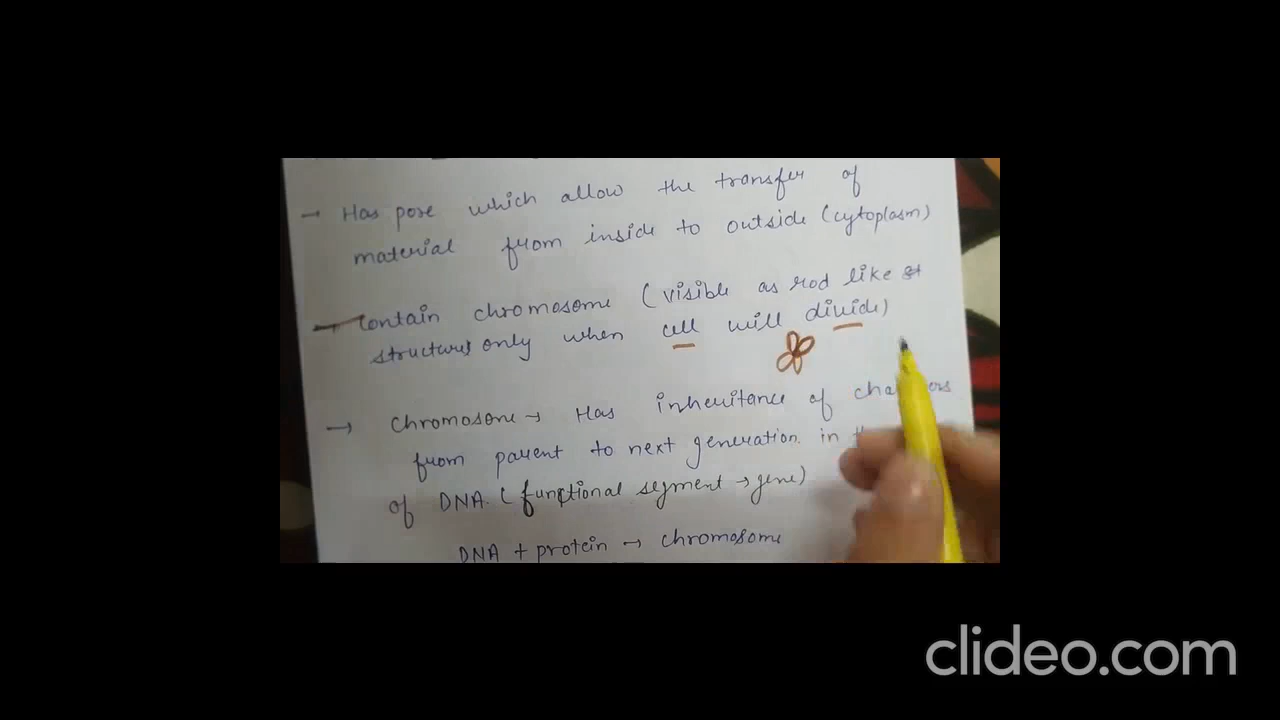 → Has pore which allow the transfer of
material from inside to outside (cytoplasm)
→ Contain chromosome (visible as rod like
structures only when cell will divide)
→ Chromosone → Has inheritance of
from parent to next generation in
of DNA. (functional segment → gene)
DNA + protein → chromosome
clideo.com